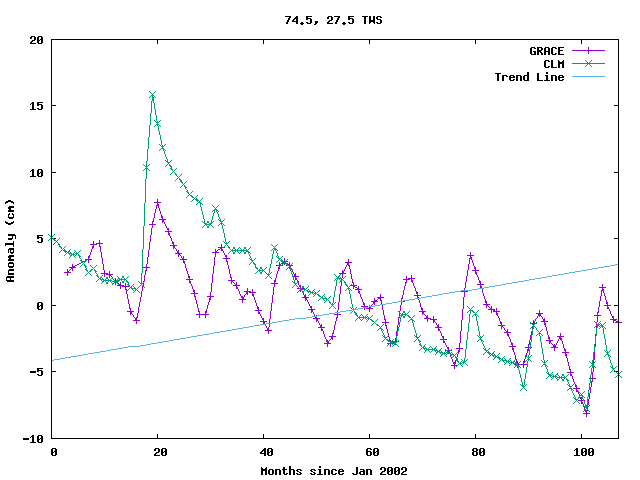 74.5, 27.5 TWS
GRACE
CLM
Trend Line
Anomaly (cm)
20
15
10
5
0
-5
-10
0 20 40 60 80 100
Months since Jan 2002